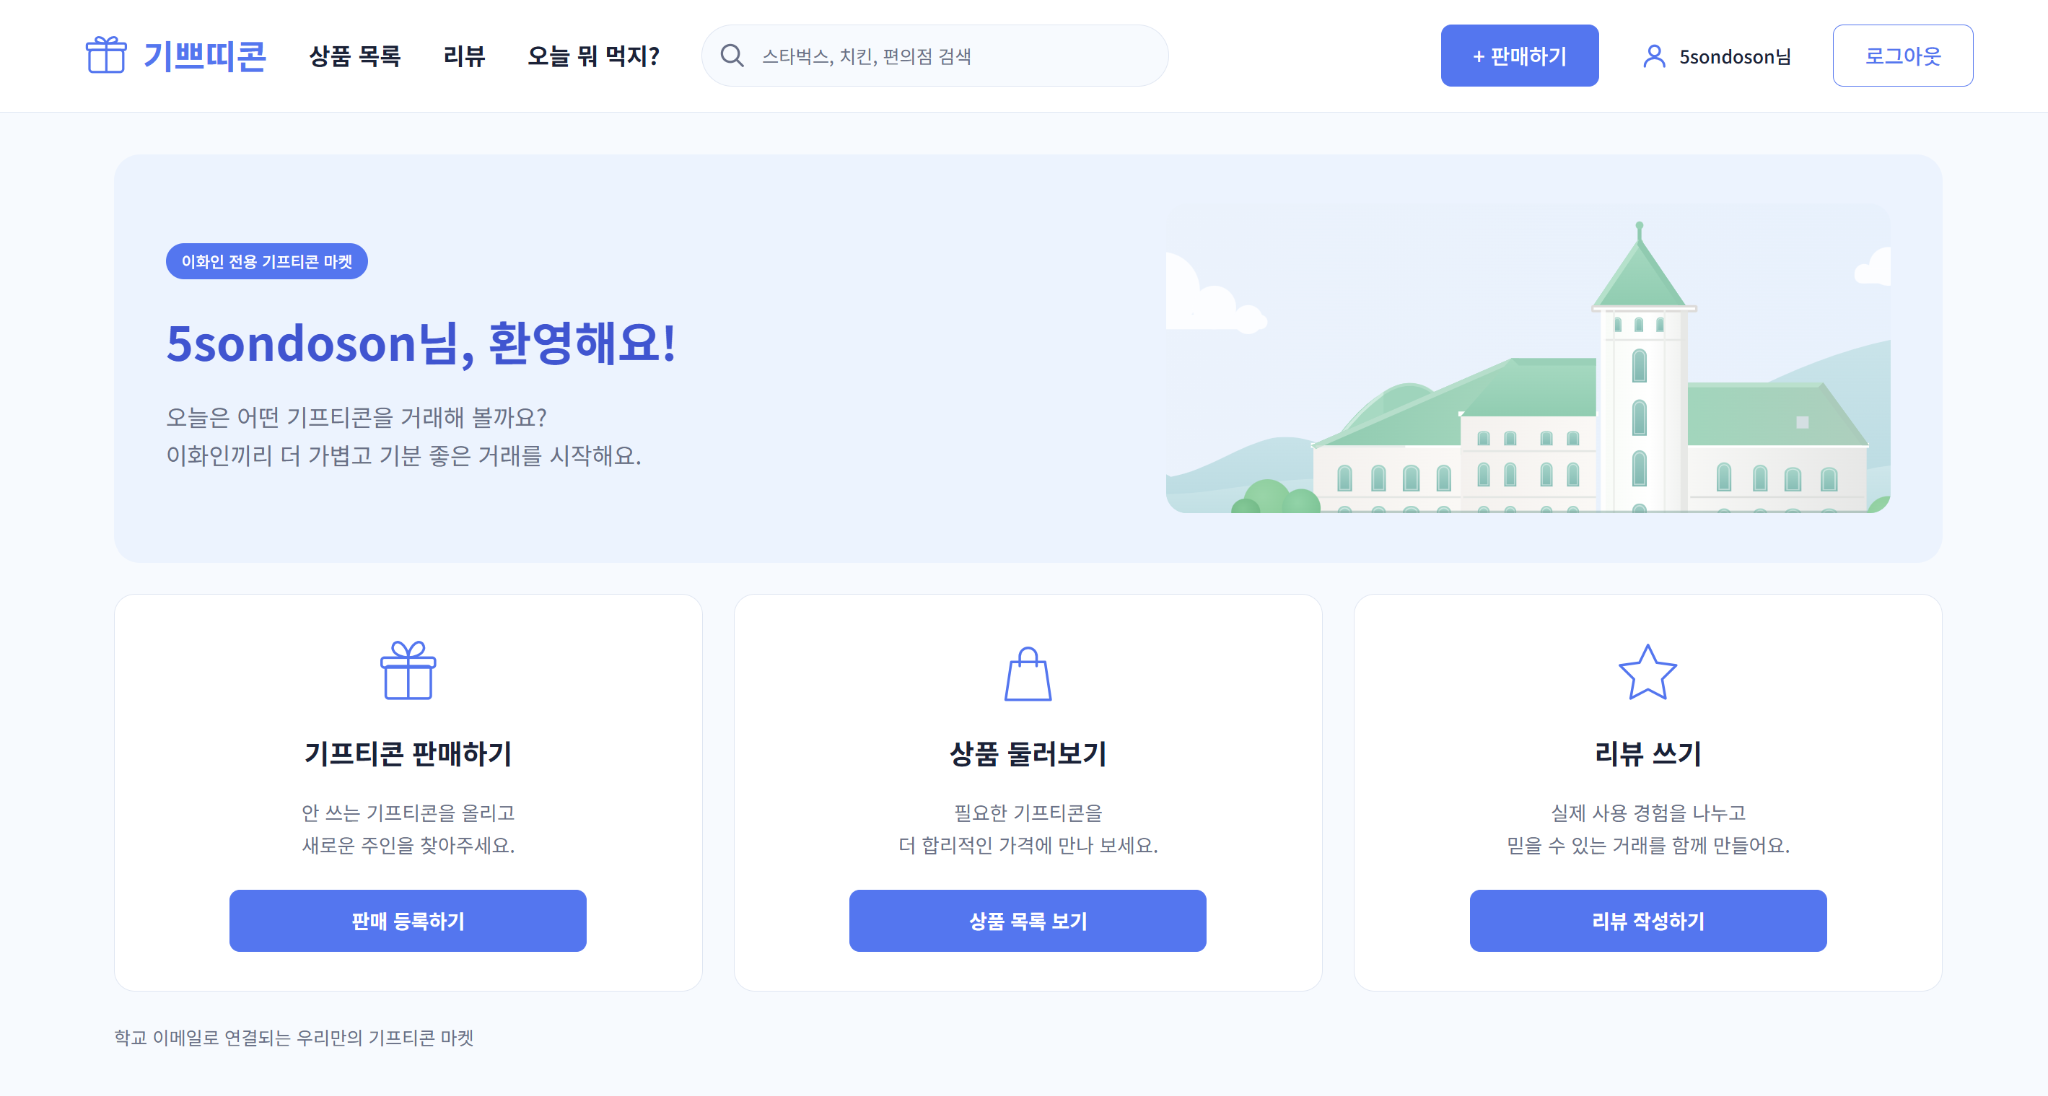 기쁘띠콘
상품 목록
리뷰
오늘 뭐 먹지?
스타벅스, 치킨, 편의점 검색
+ 판매하기
5sondoson님
로그아웃
이화인 전용 기프티콘 마켓
5sondoson님, 환영해요!
오늘은 어떤 기프티콘을 거래해 볼까요?
이화인끼리 더 가볍고 기분 좋은 거래를 시작해요.
기프티콘 판매하기
안 쓰는 기프티콘을 올리고
새로운 주인을 찾아주세요.
판매 등록하기
상품 둘러보기
필요한 기프티콘을
더 합리적인 가격에 만나 보세요.
상품 목록 보기
리뷰 쓰기
실제 사용 경험을 나누고
믿을 수 있는 거래를 함께 만들어요.
리뷰 작성하기
학교 이메일로 연결되는 우리만의 기프티콘 마켓